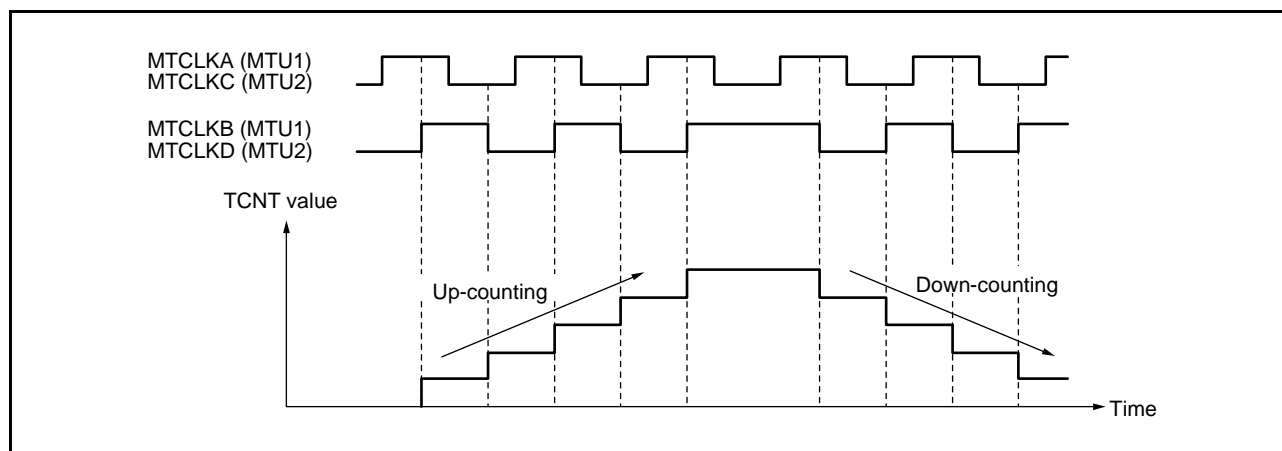 MTCLKA (MTU1)
MTCLKC (MTU2)
MTCLKB (MTU1)
MTCLKD (MTU2)
TCNT value
Up-counting
Down-counting
Time